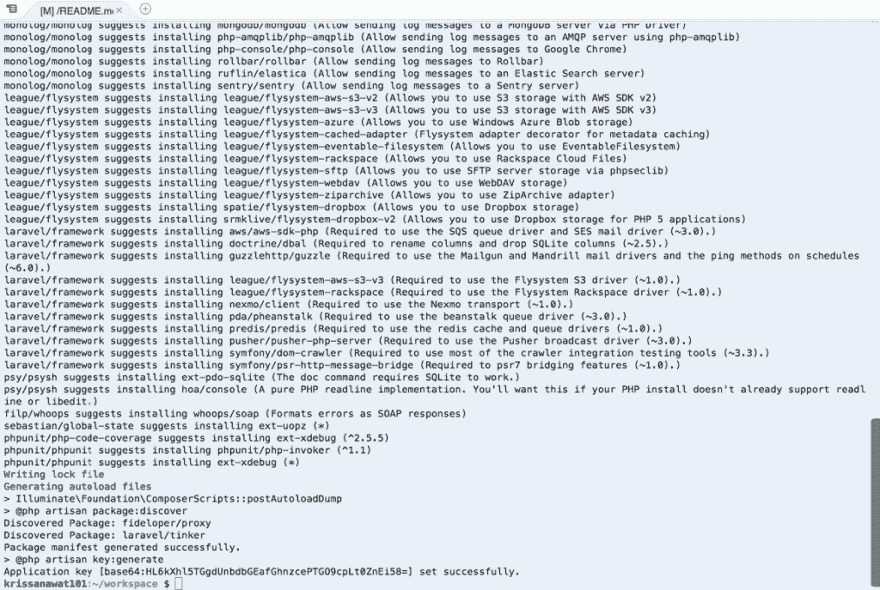 [M] /README.m
monolog/monolog suggests installing mongodb/mongodb (Allow sending log messages to a MongoDB server via PHP Driver)
monolog/monolog suggests installing php-amqplib/php-amqplib (Allow sending log messages to an AMQP server using php-amqplib)
monolog/monolog suggests installing php-console/php-console (Allow sending log messages to Google Chrome)
monolog/monolog suggests installing rollbar/rollbar (Allow sending log messages to Rollbar)
monolog/monolog suggests installing ruflin/elastica (Allow sending log messages to an Elastic Search server)
monolog/monolog suggests installing sentry/sentry (Allow sending log messages to a Sentry server)
league/flysystem suggests installing league/flysystem-aws-s3-v2 (Allows you to use S3 storage with AWS SDK v2)
league/flysystem suggests installing league/flysystem-aws-s3-v3 (Allows you to use S3 storage with AWS SDK v3)
league/flysystem suggests installing league/flysystem-azure (Allows you to use Windows Azure Blob storage)
league/flysystem suggests installing league/flysystem-cached-adapter (Flysystem adapter decorator for metadata caching)
league/flysystem suggests installing league/flysystem-eventable-filesystem (Allows you to use EventableFilesystem)
league/flysystem suggests installing league/flysystem-rackspace (Allows you to use Rackspace Cloud Files)
league/flysystem suggests installing league/flysystem-sftp (Allows you to use SFTP server storage via phpseclib)
league/flysystem suggests installing league/flysystem-webdav (Allows you to use WebDAV storage)
league/flysystem suggests installing league/flysystem-ziparchive (Allows you to use ZipArchive adapter)
league/flysystem suggests installing spatie/flysystem-dropbox (Allows you to use Dropbox storage)
league/flysystem suggests installing srmklive/flysystem-dropbox-v2 (Allows you to use Dropbox storage for PHP 5 applications)
laravel/framework suggests installing aws/aws-sdk-php (Required to use the SQS queue driver and SES mail driver (~3.0).)
laravel/framework suggests installing doctrine/dbal (Required to rename columns and drop SQLite columns (~2.5).)
laravel/framework suggests installing guzzlehttp/guzzle (Required to use the Mailgun and Mandrill mail drivers and the ping methods on schedules
(~6.0).)
laravel/framework suggests installing league/flysystem-aws-s3-v3 (Required to use the Flysystem S3 driver (~1.0).)
laravel/framework suggests installing league/flysystem-rackspace (Required to use the Flysystem Rackspace driver (~1.0).)
laravel/framework suggests installing nexmo/client (Required to use the Nexmo transport (~1.0).)
laravel/framework suggests installing pda/pheanstalk (Required to use the beanstalk queue driver (~3.0).)
laravel/framework suggests installing predis/predis (Required to use the redis cache and queue drivers (~1.0).)
laravel/framework suggests installing pusher/pusher-php-server (Required to use the Pusher broadcast driver (~3.0).)
laravel/framework suggests installing symfony/dom-crawler (Required to use most of the crawler integration testing tools (~3.3).)
laravel/framework suggests installing symfony/psr-http-message-bridge (Required to psr7 bridging features (~1.0).)
psy/psysh suggests installing ext-pdo-sqlite (The doc command requires SQLite to work.)
psy/psysh suggests installing hoa/console (A pure PHP readline implementation. You'll want this if your PHP install doesn't already support readl
ine or libedit.)
filp/whoops suggests installing whoops/soap (Formats errors as SOAP responses)
sebastian/global-state suggests installing ext-uopz (*)
phpunit/php-code-coverage suggests installing ext-xdebug (^2.5.5)
phpunit/phpunit suggests installing phpunit/php-invoker (^1.1)
phpunit/phpunit suggests installing ext-xdebug (*)
Writing lock file
Generating autoload files
> Illuminate\Foundation\ComposerScripts::postAutoloadDump
> @php artisan package:discover
Discovered Package: fideloper/proxy
Discovered Package: laravel/tinker
Package manifest generated successfully.
> @php artisan key:generate
Application key [base64:HL6kXhl5TGgdUnbdbGEafGhnzcePTGO9cpLt0ZnEi58=] set successfully.
krissanawat101:~/workspace $